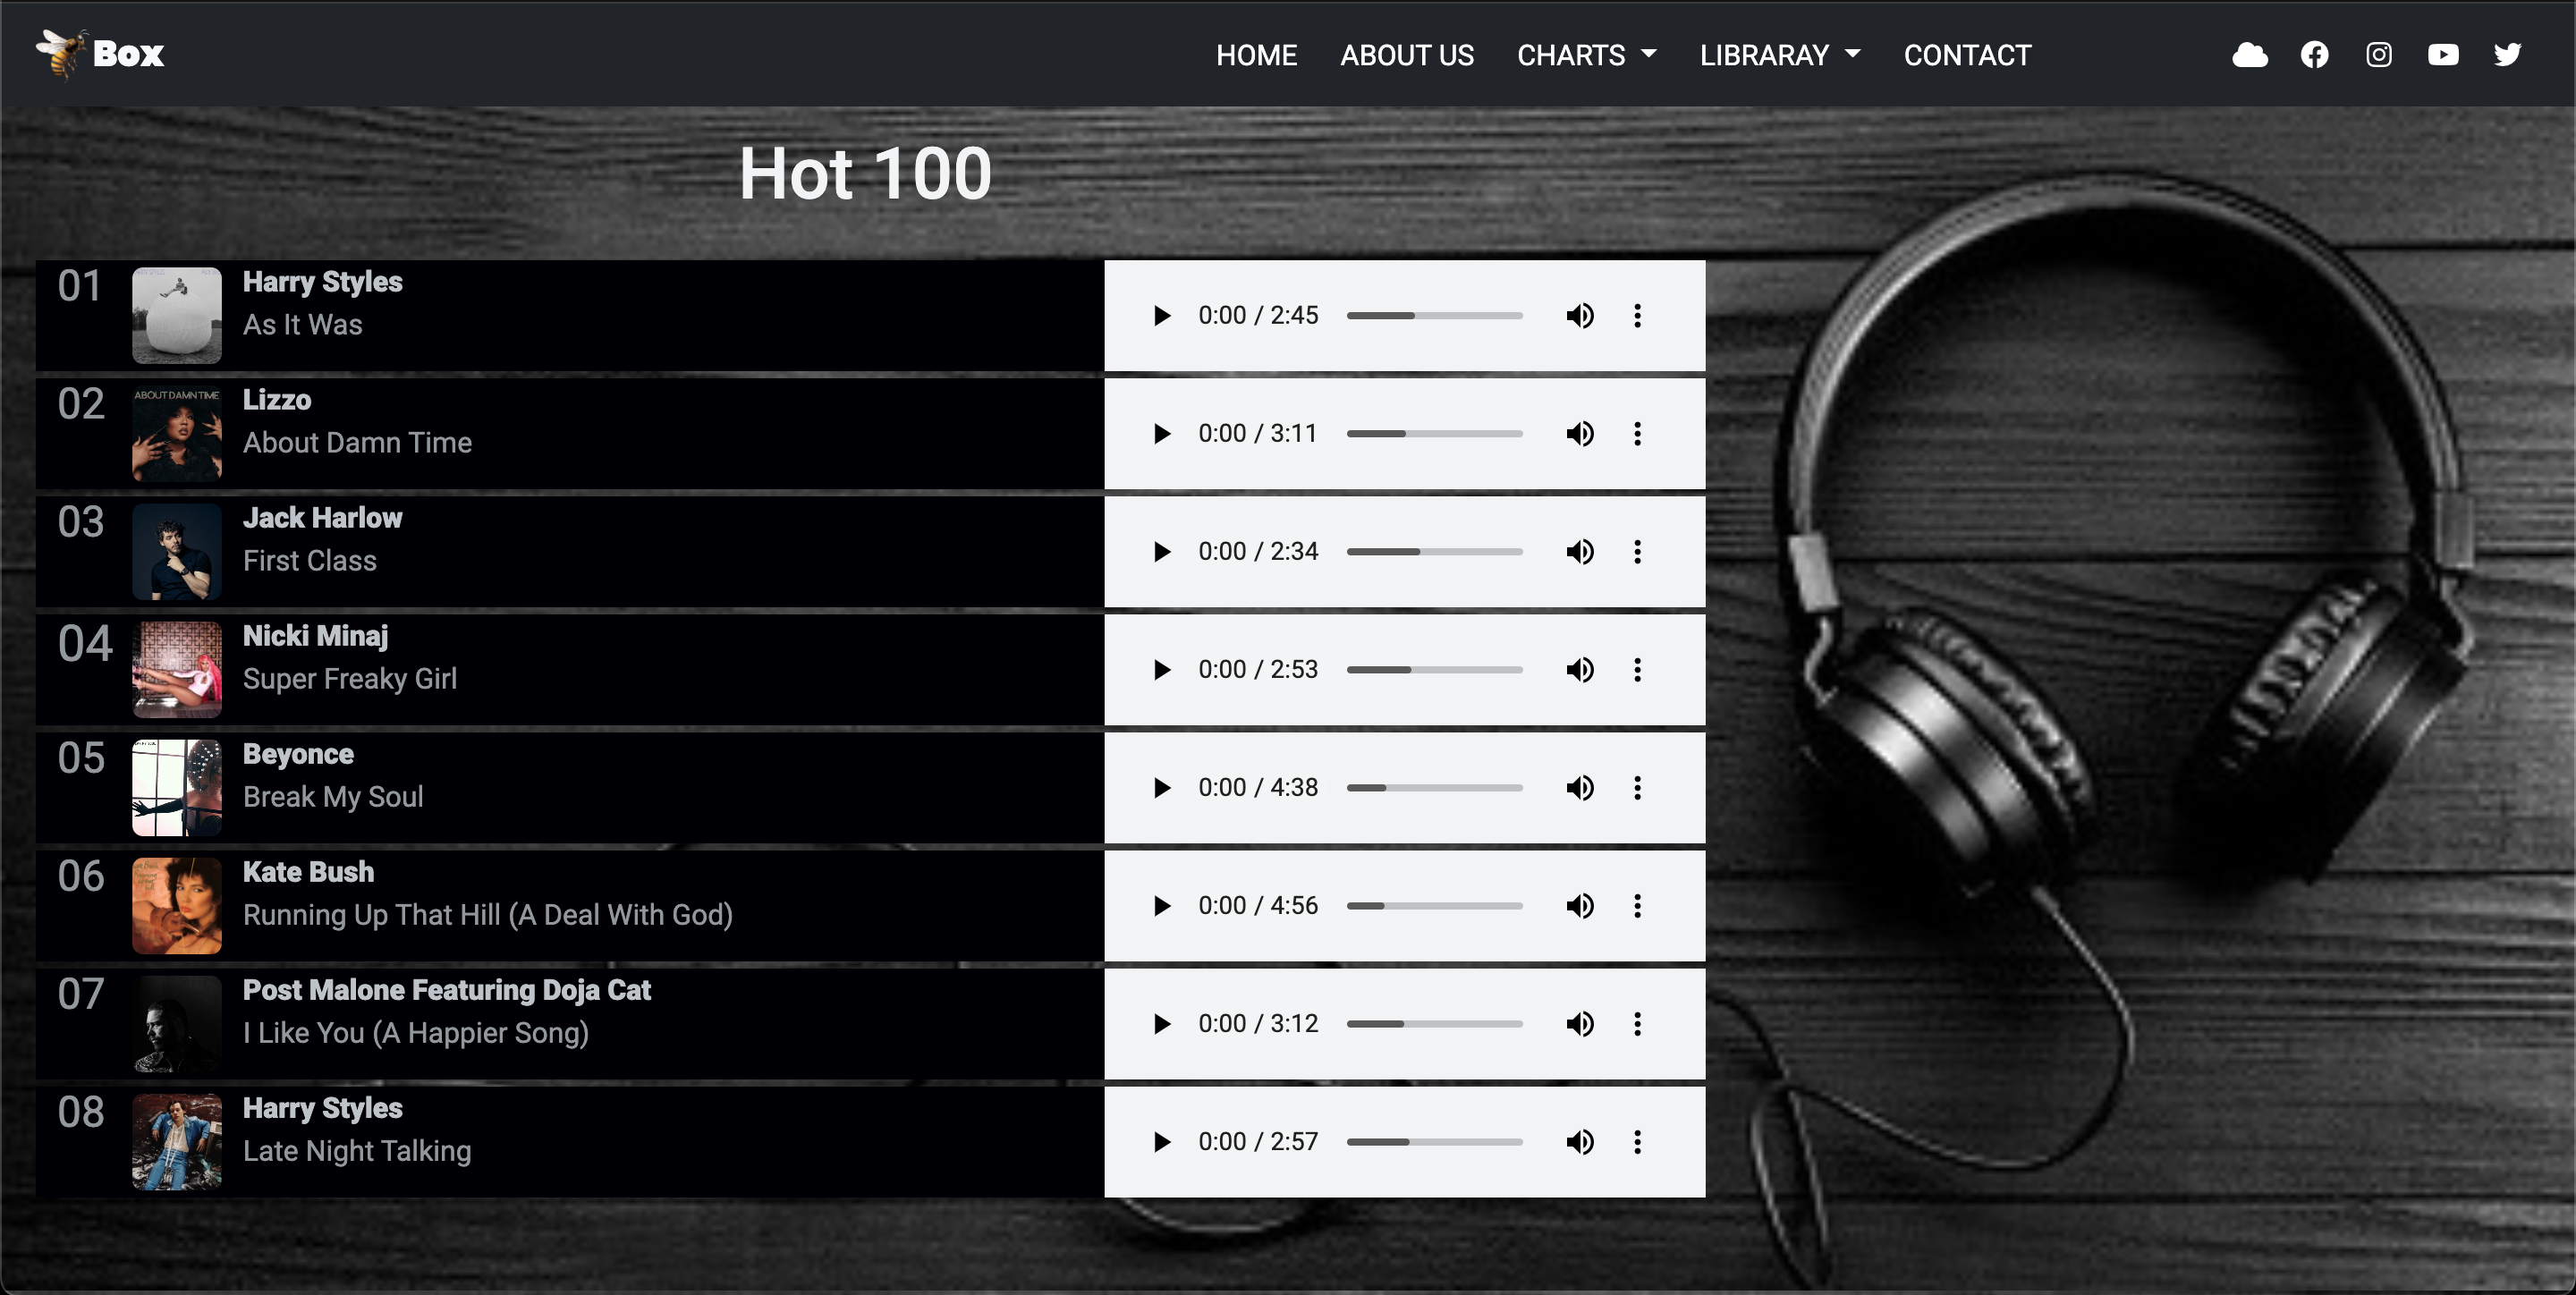 Box
HOME ABOUT US CHARTS LIBRARAY CONTACT
Hot 100
01 Harry Styles
As It Was
0:00 / 2:45
02 Lizzo
About Damn Time
0:00 / 3:11
ABOUT DAMN TIME
03 Jack Harlow
First Class
0:00 / 2:34
04 Nicki Minaj
Super Freaky Girl
0:00 / 2:53
05 Beyonce
Break My Soul
0:00 / 4:38
06 Kate Bush
Running Up That Hill (A Deal With God)
0:00 / 4:56
07 Post Malone Featuring Doja Cat
I Like You (A Happier Song)
0:00 / 3:12
08 Harry Styles
Late Night Talking
0:00 / 2:57